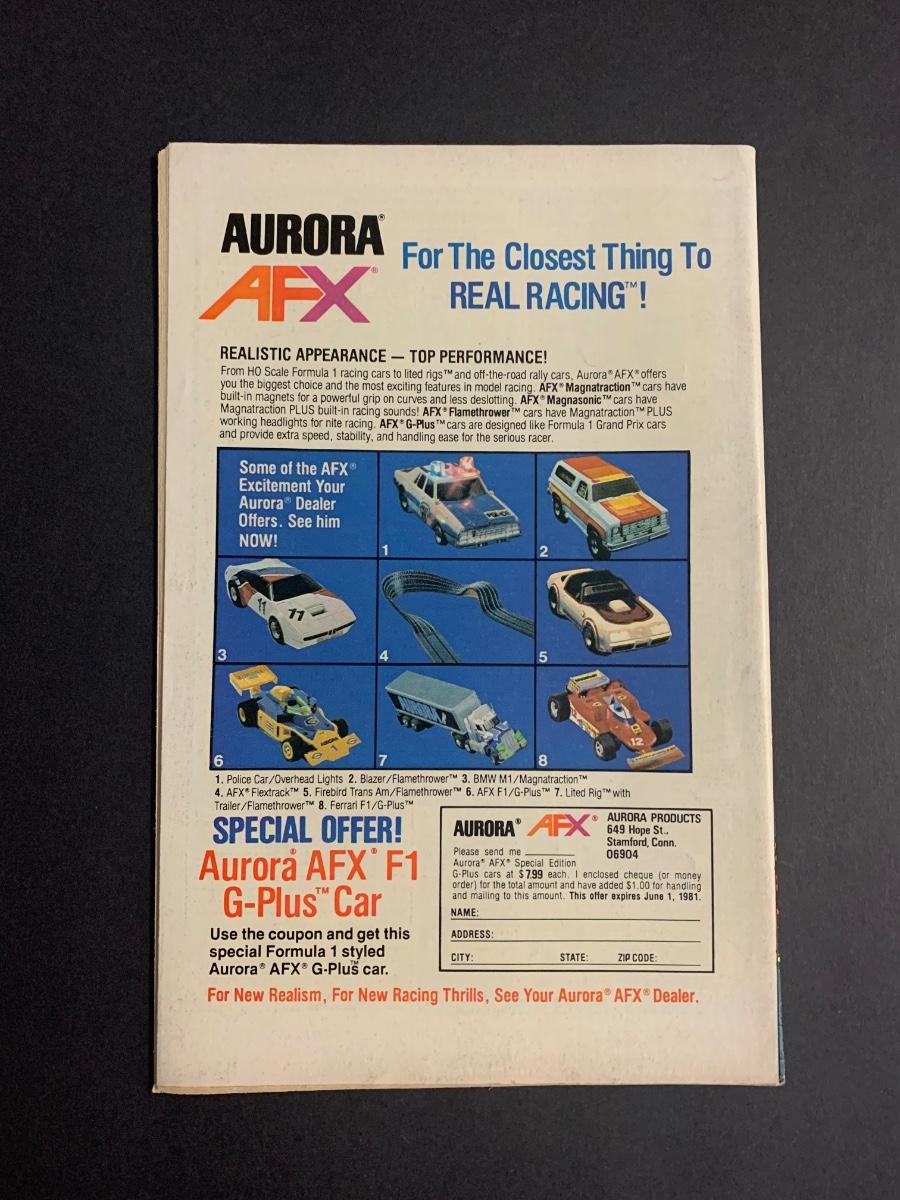 AURORA®
AFX®
For The Closest Thing To
REAL RACING™!
REALISTIC APPEARANCE — TOP PERFORMANCE!
From HO Scale Formula 1 racing cars to lited rigs™ and off-the-road rally cars, Aurora® AFX® offers
you the biggest choice and the most exciting features in model racing. AFX® Magnatraction™ cars have
built-in magnets for a powerful grip on curves and less deslotting. AFX® Magnasonic™ cars have
Magnatraction PLUS built-in racing sounds! AFX® Flamethrower™ cars have Magnatraction™ PLUS
working headlights for nite racing. AFX® G-Plus™ cars are designed like Formula 1 Grand Prix cars
and provide extra speed, stability, and handling ease for the serious racer.
Some of the AFX®
Excitement Your
Aurora® Dealer
Offers. See him
NOW!
POLICE
1
2
11
11
3
4
5
AURORA
1
6
AURORA
7
12
8
1. Police Car/Overhead Lights 2. Blazer/Flamethrower™ 3. BMW M1/Magnatraction™
4. AFX® Flextrack™ 5. Firebird Trans Am/Flamethrower™ 6. AFX F1/G-Plus™ 7. Lited Rig™ with
Trailer/Flamethrower™ 8. Ferrari F1/G-Plus™
SPECIAL OFFER!
Aurora® AFX® F1
G-Plus™ Car
Use the coupon and get this
special Formula 1 styled
Aurora® AFX® G-Plus™ car.
AURORA® AFX®
AURORA PRODUCTS
649 Hope St.,
Stamford, Conn.
06904
Please send me
Aurora® AFX® Special Edition
G-Plus cars at $7.99 each. I enclosed cheque (or money
order) for the total amount and have added $1.00 for handling
and mailing to this amount. This offer expires June 1, 1981.
NAME:
ADDRESS:
CITY: STATE: ZIP CODE:
For New Realism, For New Racing Thrills, See Your Aurora® AFX® Dealer.